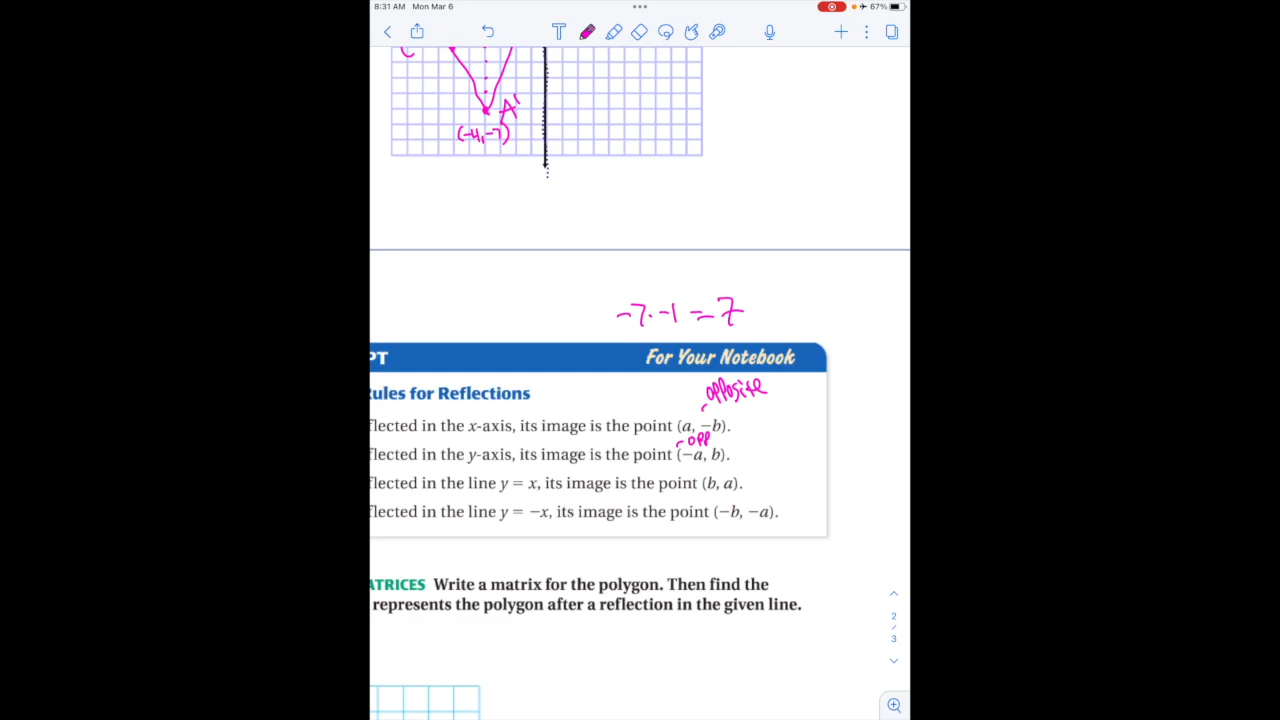 8:31 AM Mon Mar 6
67%
T
C
A'
(-4,-7)
-7·-1=7
PT For Your Notebook
ules for Reflections
opposite
flected in the x-axis, its image is the point (a, −b).
opp
flected in the y-axis, its image is the point (−a, b).
flected in the line y = x, its image is the point (b, a).
flected in the line y = −x, its image is the point (−b, −a).
ATRICES Write a matrix for the polygon. Then find the
represents the polygon after a reflection in the given line.
2
/
3